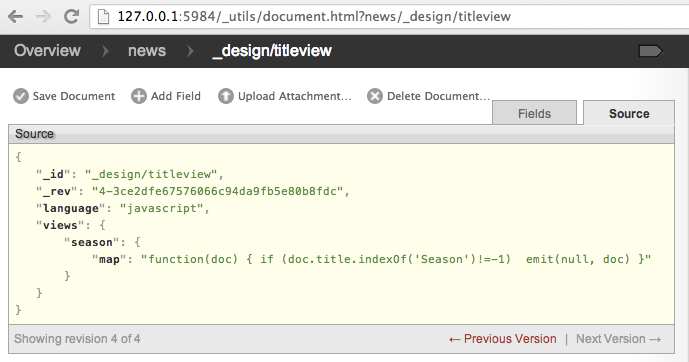 127.0.0.1:5984/_utils/document.html?news/_design/titleview
Overview news _design/titleview
Save Document Add Field Upload Attachment... Delete Document...
Fields Source
Source
{
"_id": "_design/titleview",
"_rev": "4-3ce2dfe67576066c94da9fb5e80b8fdc",
"language": "javascript",
"views": {
"season": {
"map": "function(doc) { if (doc.title.indexOf('Season')!=-1)  emit(null, doc) }"
}
}
}
Showing revision 4 of 4 ← Previous Version | Next Version →